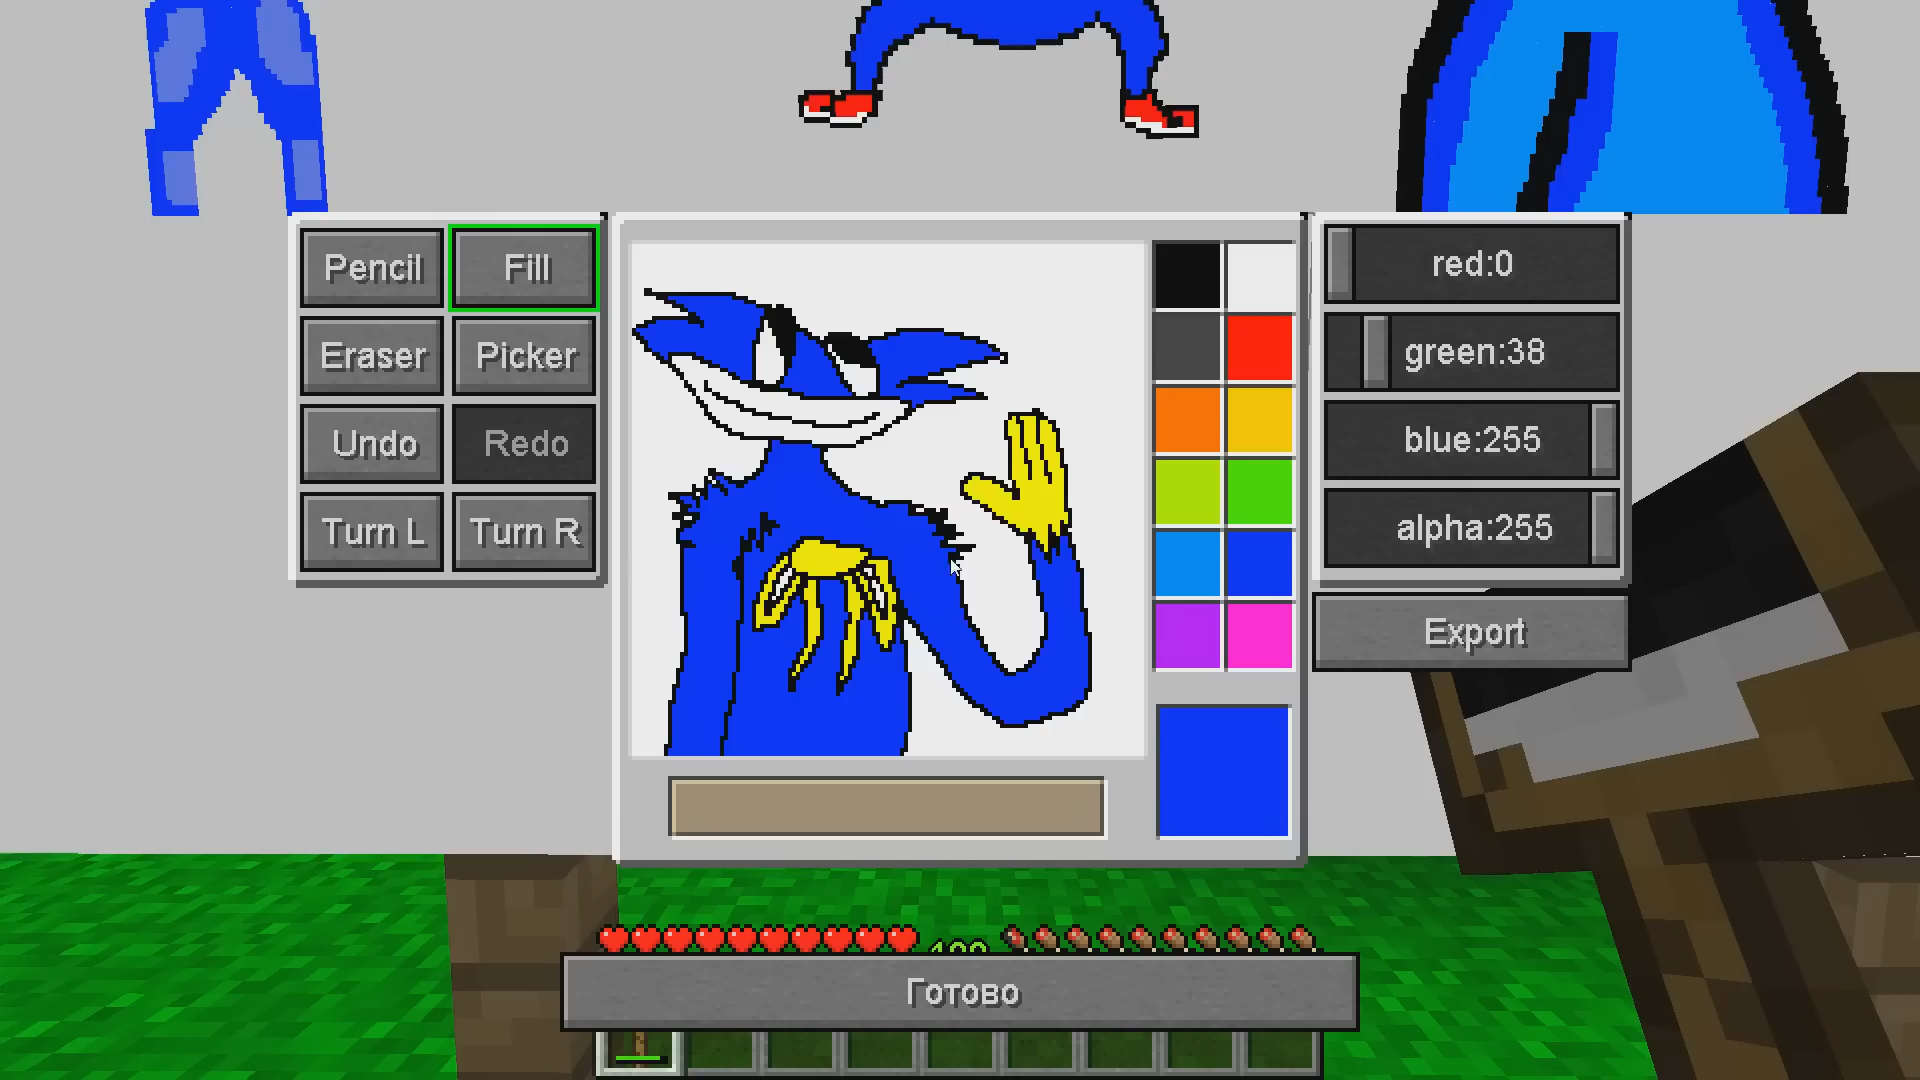 Pencil
Fill
Eraser
Picker
Undo
Redo
Turn L
Turn R
red:0
green:38
blue:255
alpha:255
Export
Готово